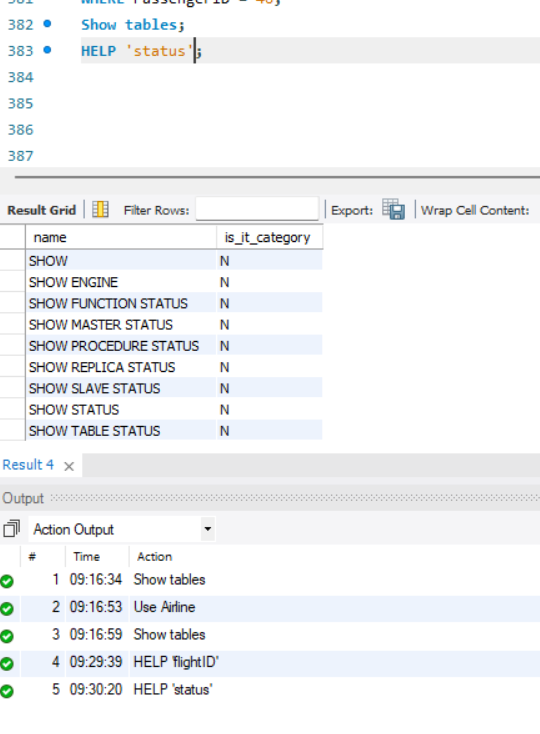 381 WHERE PassengerID = 40;
382 Show tables;
383 HELP 'status';
384
385
386
387
Result Grid Filter Rows: Export: Wrap Cell Content:
name is_it_category
SHOW N
SHOW ENGINE N
SHOW FUNCTION STATUS N
SHOW MASTER STATUS N
SHOW PROCEDURE STATUS N
SHOW REPLICA STATUS N
SHOW SLAVE STATUS N
SHOW STATUS N
SHOW TABLE STATUS N
Result 4
Output
Action Output
# Time Action
1 09:16:34 Show tables
2 09:16:53 Use Airline
3 09:16:59 Show tables
4 09:29:39 HELP 'flightID'
5 09:30:20 HELP 'status'